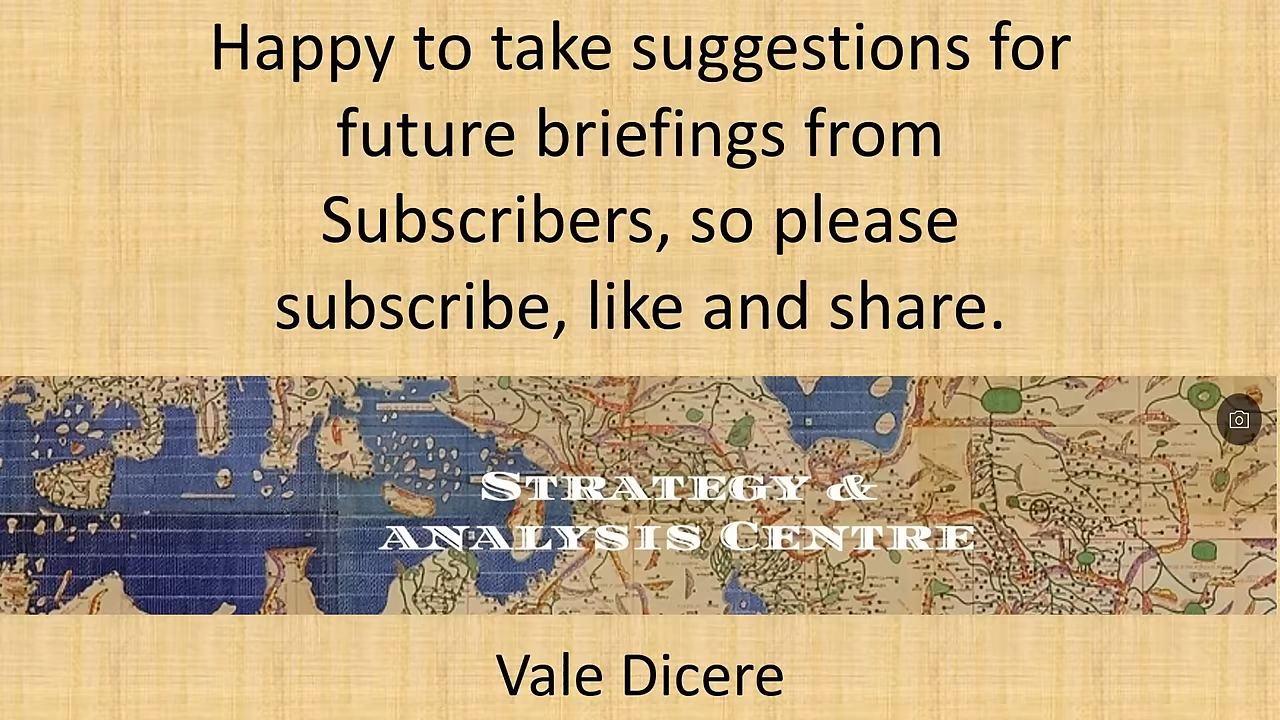 Happy to take suggestions for
future briefings from
Subscribers, so please
subscribe, like and share.
STRATEGY &
ANALYSIS CENTRE
Vale Dicere